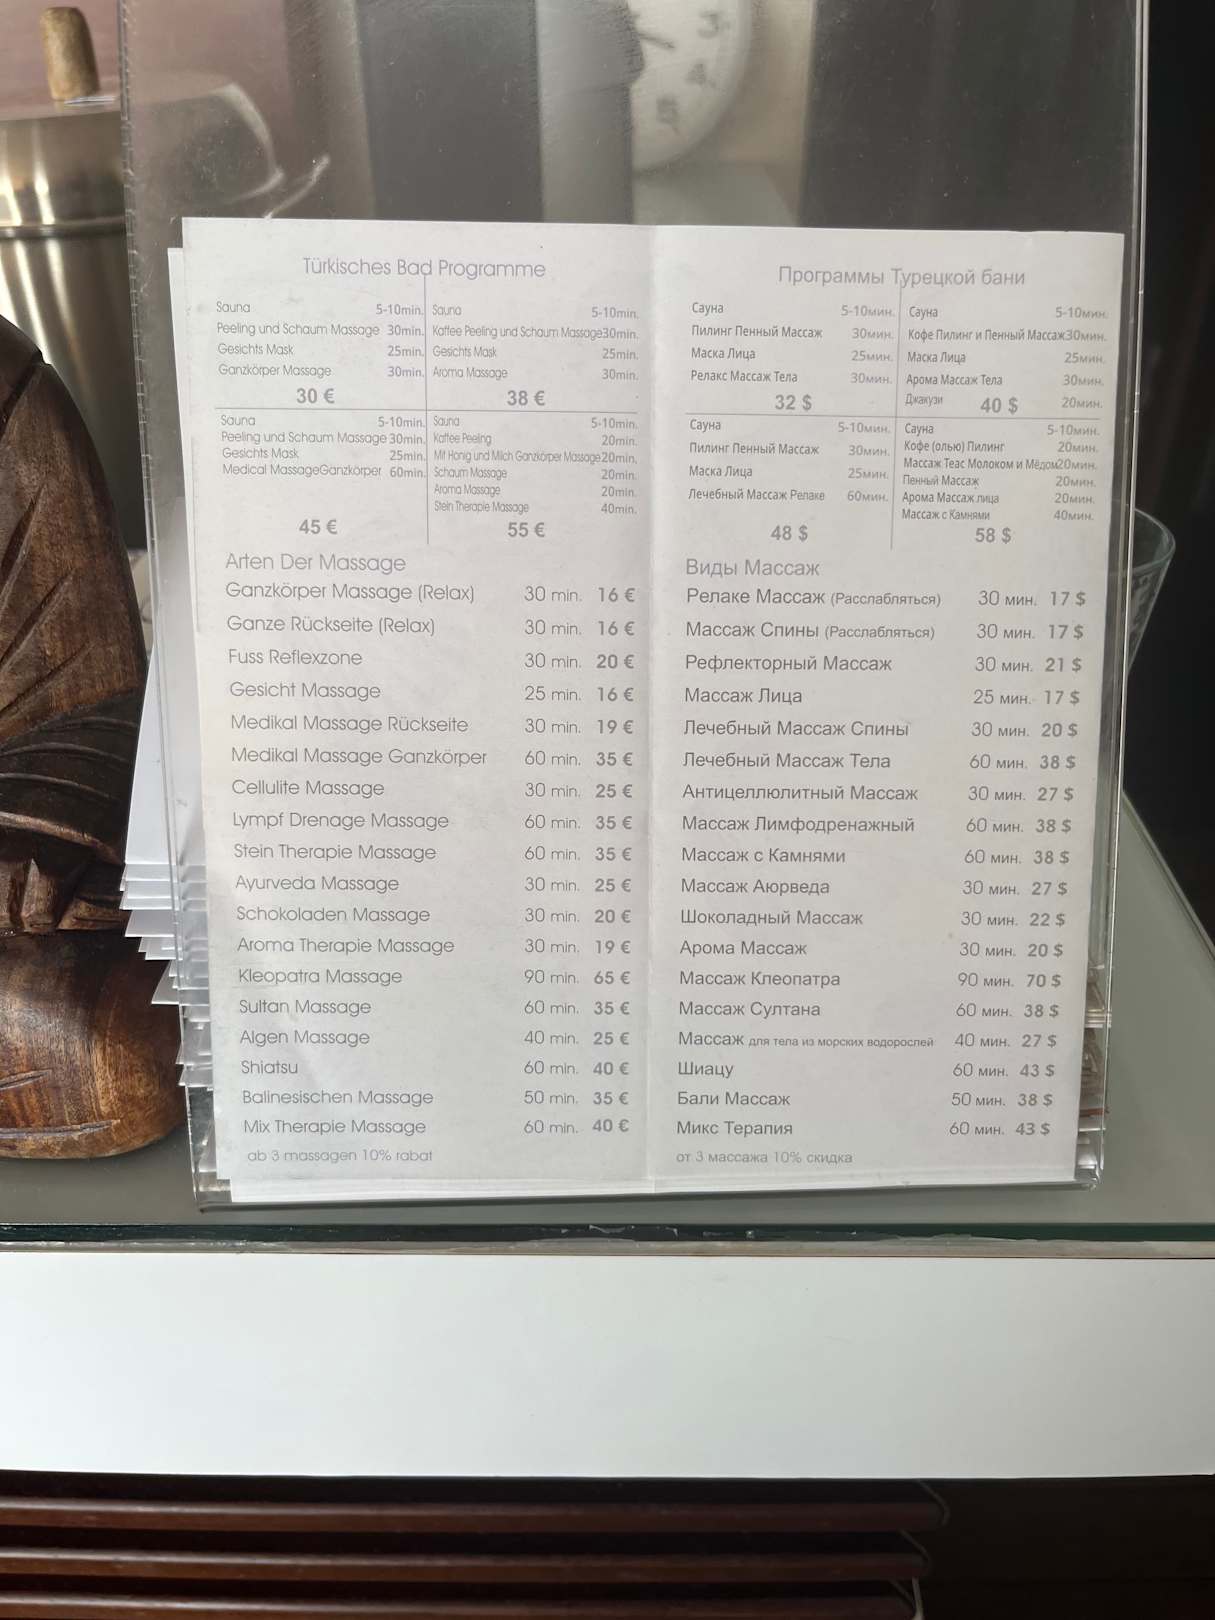 Türkisches Bad Programme
Sauna 5-10min.
Peeling und Schaum Massage 30min.
Gesichts Mask 25min.
Ganzkörper Massage 30min.
30 €
Sauna 5-10min.
Kaffee Peeling und Schaum Massage30min.
Gesichts Mask 25min.
Aroma Massage 30min.
38 €
Sauna 5-10min.
Peeling und Schaum Massage 30min.
Gesichts Mask 25min.
Medical MassageGanzkörper 60min.
45 €
Sauna 5-10min.
Kaffee Peeling 20min.
Mit Honig und Milch Ganzkörper Massage 20min.
Schaum Massage 20min.
Aroma Massage 20min.
Stein Therapie Massage 40min.
55 €
Arten Der Massage
Ganzkörper Massage (Relax) 30 min. 16 €
Ganze Rückseite (Relax) 30 min. 16 €
Fuss Reflexzone 30 min. 20 €
Gesicht Massage 25 min. 16 €
Medikal Massage Rückseite 30 min. 19 €
Medikal Massage Ganzkörper 60 min. 35 €
Cellulite Massage 30 min. 25 €
Lympf Drenage Massage 60 min. 35 €
Stein Therapie Massage 60 min. 35 €
Ayurveda Massage 30 min. 25 €
Schokoladen Massage 30 min. 20 €
Aroma Therapie Massage 30 min. 19 €
Kleopatra Massage 90 min. 65 €
Sultan Massage 60 min. 35 €
Algen Massage 40 min. 25 €
Shiatsu 60 min. 40 €
Balinesischen Massage 50 min. 35 €
Mix Therapie Massage 60 min. 40 €
ab 3 massagen 10% rabat
Программы Турецкой бани
Сауна 5-10мин.
Пилинг Пенный Массаж 30мин.
Маска Лица 25мин.
Релакс Массаж Тела 30мин.
32 $
Сауна 5-10мин.
Кофе Пилинг и Пенный Массаж30мин.
Маска Лица 25мин.
Арома Массаж Тела 30мин.
Джакузи 20мин.
40 $
Сауна 5-10мин.
Пилинг Пенный Массаж 30мин.
Маска Лица 25мин.
Лечебный Массаж Релаке 60мин.
48 $
Сауна 5-10мин.
Кофе (олью) Пилинг 20мин.
Массаж Теас Молоком и Мёдом20мин.
Пенный Массаж 20мин.
Арома Массаж лица 20мин.
Массаж с Камнями 40мин.
58 $
Виды Массаж
Релаке Массаж (Расслабляться) 30 мин. 17 $
Массаж Спины (Расслабляться) 30 мин. 17 $
Рефлекторный Массаж 30 мин. 21 $
Массаж Лица 25 мин. 17 $
Лечебный Массаж Спины 30 мин. 20 $
Лечебный Массаж Тела 60 мин. 38 $
Антицеллюлитный Массаж 30 мин. 27 $
Массаж Лимфодренажный 60 мин. 38 $
Массаж с Камнями 60 мин. 38 $
Массаж Аюрведа 30 мин. 27 $
Шоколадный Массаж 30 мин. 22 $
Арома Массаж 30 мин. 20 $
Массаж Клеопатра 90 мин. 70 $
Массаж Султана 60 мин. 38 $
Массаж для тела из морских водорослей 40 мин. 27 $
Шиацу 60 мин. 43 $
Бали Массаж 50 мин. 38 $
Микс Терапия 60 мин. 43 $
от 3 массажа 10% скидка